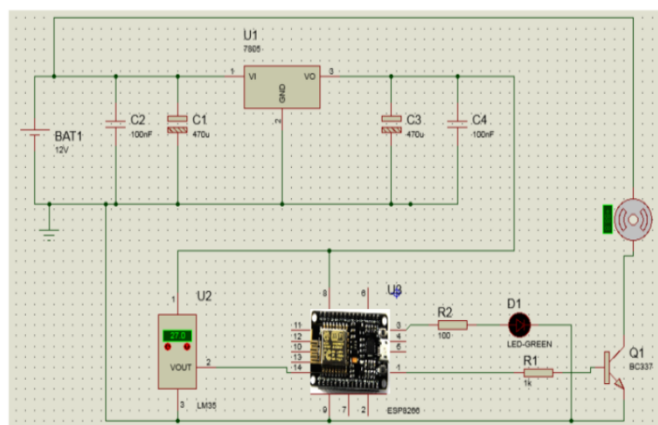 U1
7805
1
VI
VO
3
GND
2
BAT1
12V
C2
100nF
C1
470u
C3
470u
C4
100nF
U2
1
27.0
VOUT
2
3
LM35
8
6
11
12
10
13
14
3
4
5
1
9
7
2
ESP8266
R2
100
D1
LED-GREEN
R1
1k
Q1
BC337